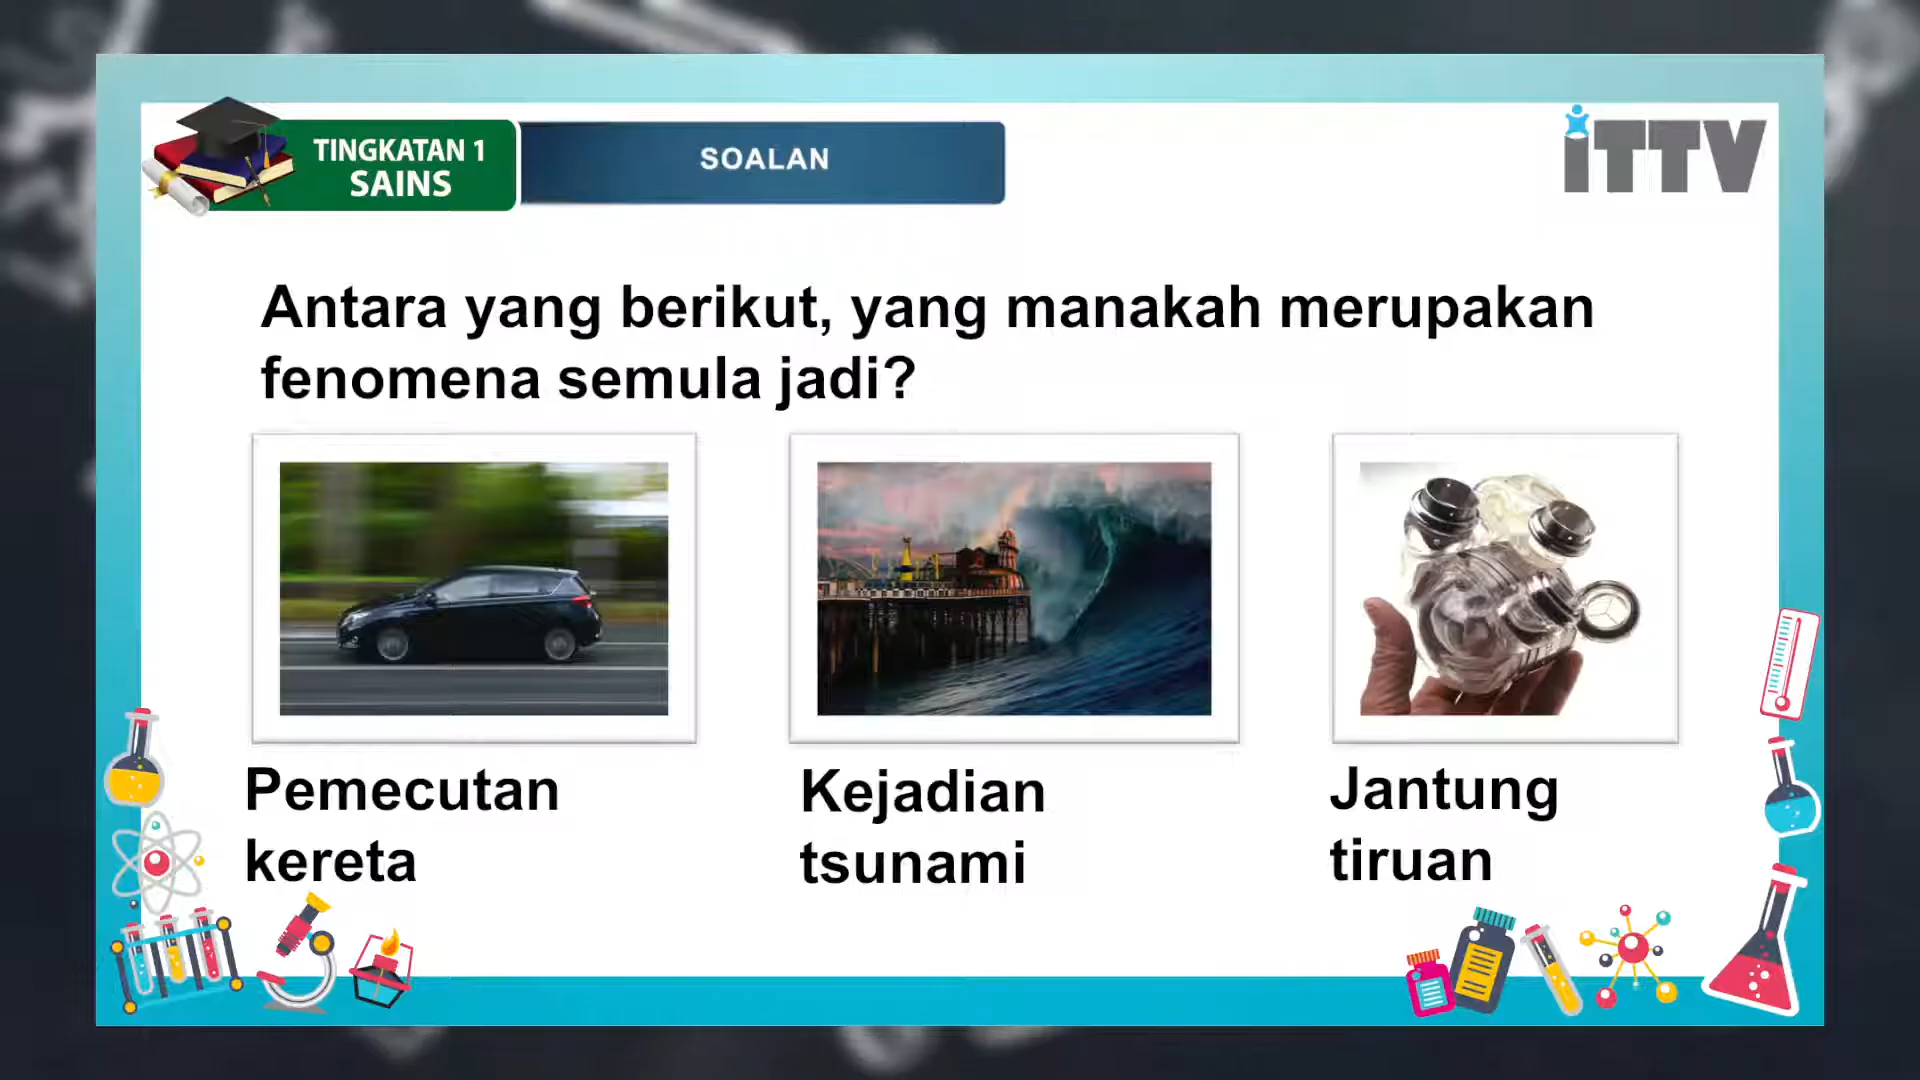 TINGKATAN 1
SAINS
SOALAN
iTTV
Antara yang berikut, yang manakah merupakan
fenomena semula jadi?
Pemecutan
kereta
Kejadian
tsunami
Jantung
tiruan